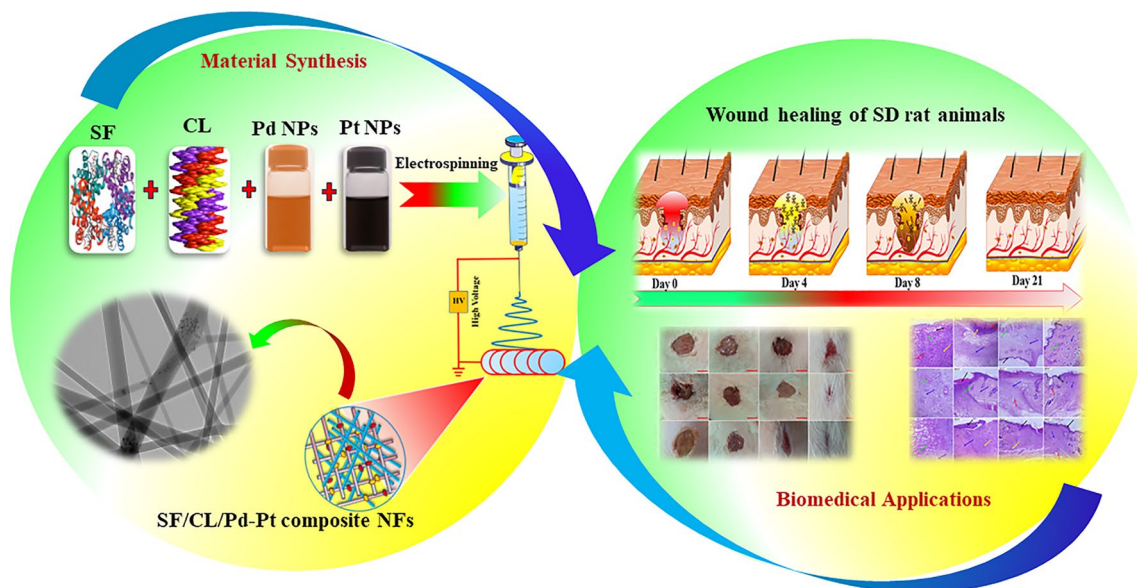 Material Synthesis
SF
CL
Pd NPs
Pt NPs
Electrospinning
HV
High Voltage
SF/CL/Pd-Pt composite NFs
Wound healing of SD rat animals
Day 0
Day 4
Day 8
Day 21
Biomedical Applications